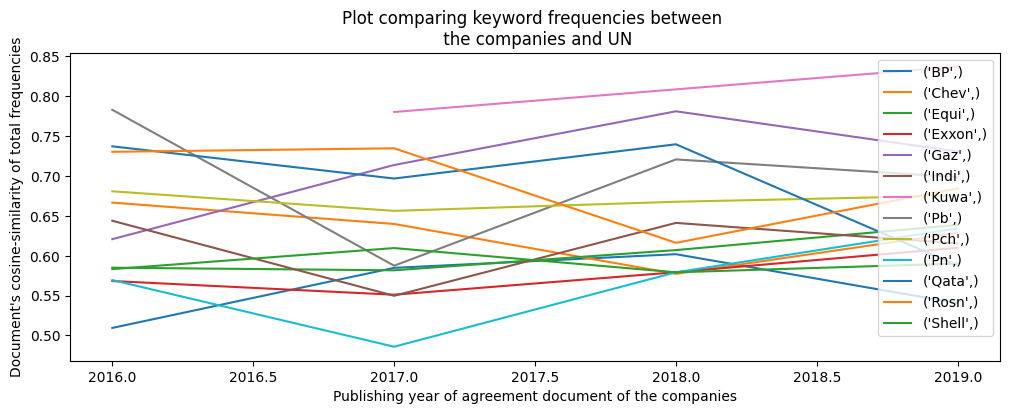 Plot comparing keyword frequencies between
the companies and UN
Document's cosine-similarity of total frequencies
0.85
0.80
0.75
0.70
0.65
0.60
0.55
0.50
('BP',)
('Chev',)
('Equi',)
('Exxon',)
('Gaz',)
('Indi',)
('Kuwa',)
('Pb',)
('Pch',)
('Pn',)
('Qata',)
('Rosn',)
('Shell',)
2016.0 2016.5 2017.0 2017.5 2018.0 2018.5 2019.0
Publishing year of agreement document of the companies